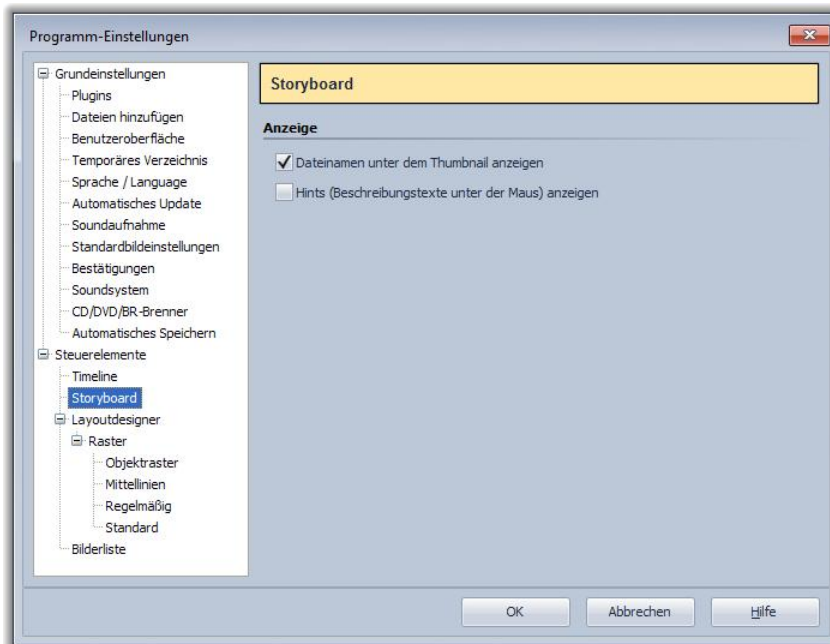 Programm-Einstellungen
Grundeinstellungen
Plugins
Dateien hinzufügen
Benutzeroberfläche
Temporäres Verzeichnis
Sprache / Language
Automatisches Update
Soundaufnahme
Standardbildeinstellungen
Bestätigungen
Soundsystem
CD/DVD/BR-Brenner
Automatisches Speichern
Steuerelemente
Timeline
Storyboard
Layoutdesigner
Raster
Objektraster
Mittellinien
Regelmäßig
Standard
Bilderliste
Storyboard
Anzeige
Dateinamen unter dem Thumbnail anzeigen
Hints (Beschreibungstexte unter der Maus) anzeigen
OK
Abbrechen
Hilfe